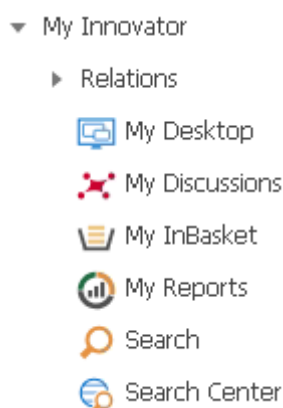 My Innovator
Relations
My Desktop
My Discussions
My InBasket
My Reports
Search
Search Center